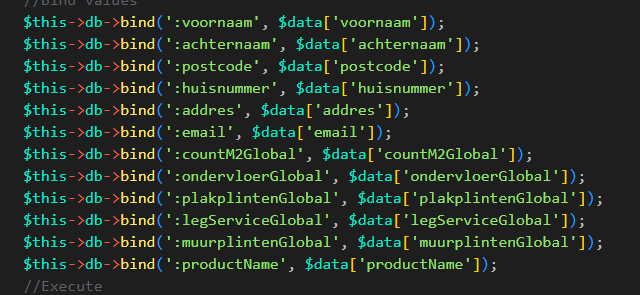 //Bind values
$this->db->bind(':voornaam', $data['voornaam']);
$this->db->bind(':achternaam', $data['achternaam']);
$this->db->bind(':postcode', $data['postcode']);
$this->db->bind(':huisnummer', $data['huisnummer']);
$this->db->bind(':addres', $data['addres']);
$this->db->bind(':email', $data['email']);
$this->db->bind(':countM2Global', $data['countM2Global']);
$this->db->bind(':ondervloerGlobal', $data['ondervloerGlobal']);
$this->db->bind(':plakplintenGlobal', $data['plakplintenGlobal']);
$this->db->bind(':legServiceGlobal', $data['legServiceGlobal']);
$this->db->bind(':muurplintenGlobal', $data['muurplintenGlobal']);
$this->db->bind(':productName', $data['productName']);
//Execute